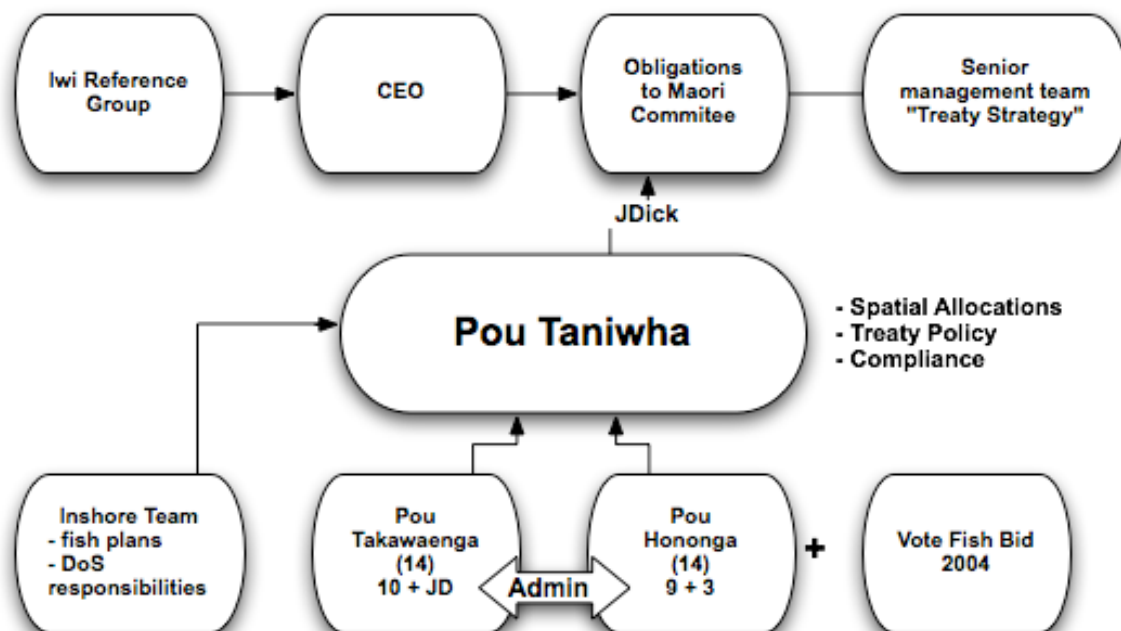 Iwi Reference
Group
CEO
Obligations
to Maori
Commitee
Senior
management team
"Treaty Strategy"
JDick
Pou Taniwha
- Spatial Allocations
- Treaty Policy
- Compliance
Inshore Team
- fish plans
- DoS
responsibilities
Pou
Takawaenga
(14)
10 + JD
Admin
Pou
Hononga
(14)
9 + 3
+
Vote Fish Bid
2004